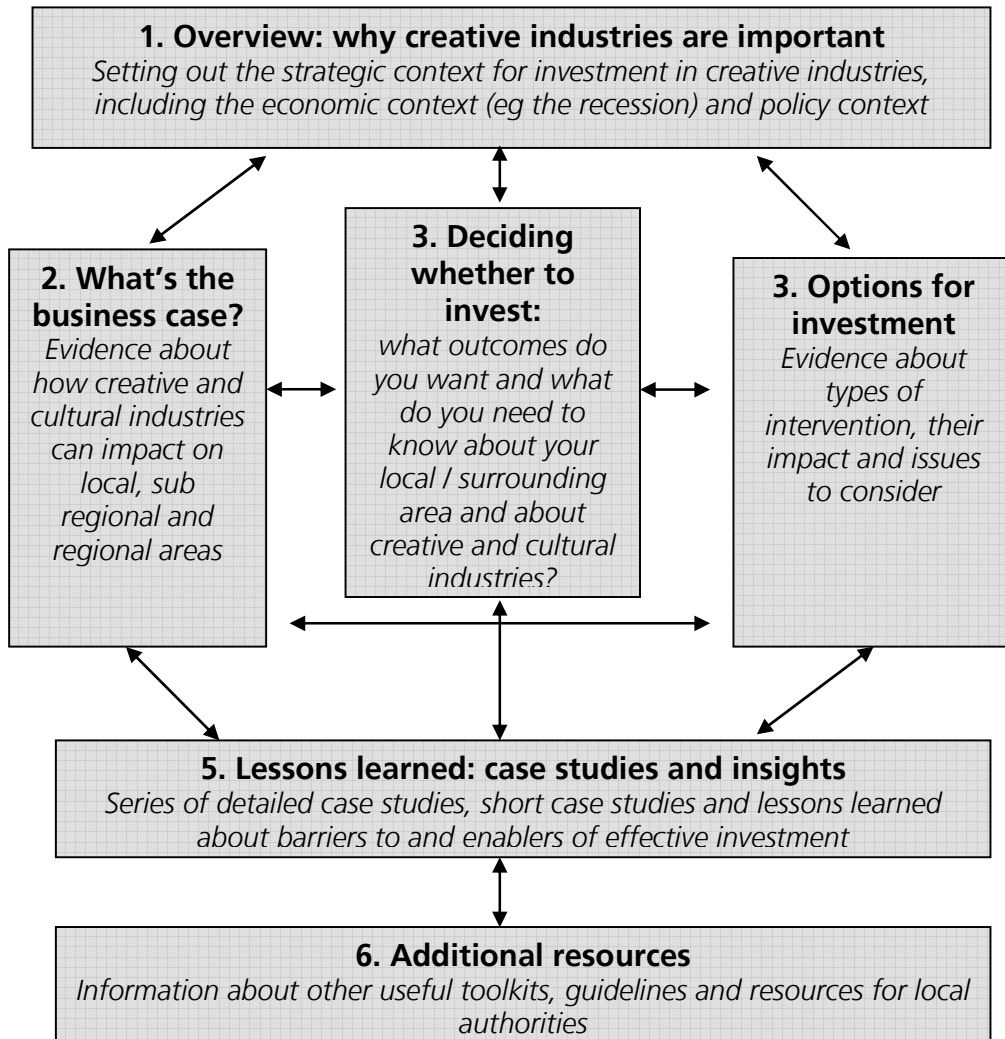 1. Overview: why creative industries are important
Setting out the strategic context for investment in creative industries,
including the economic context (eg the recession) and policy context
2. What's the
business case?
Evidence about
how creative and
cultural industries
can impact on
local, sub
regional and
regional areas
3. Deciding
whether to
invest:
what outcomes do
you want and what
do you need to
know about your
local / surrounding
area and about
creative and cultural
industries?
3. Options for
investment
Evidence about
types of
intervention, their
impact and issues
to consider
5. Lessons learned: case studies and insights
Series of detailed case studies, short case studies and lessons learned
about barriers to and enablers of effective investment
6. Additional resources
Information about other useful toolkits, guidelines and resources for local
authorities